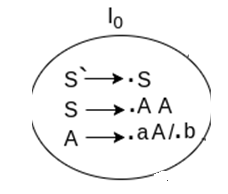 I₀
S` → .S
S → .A A
A → .aA/.b.